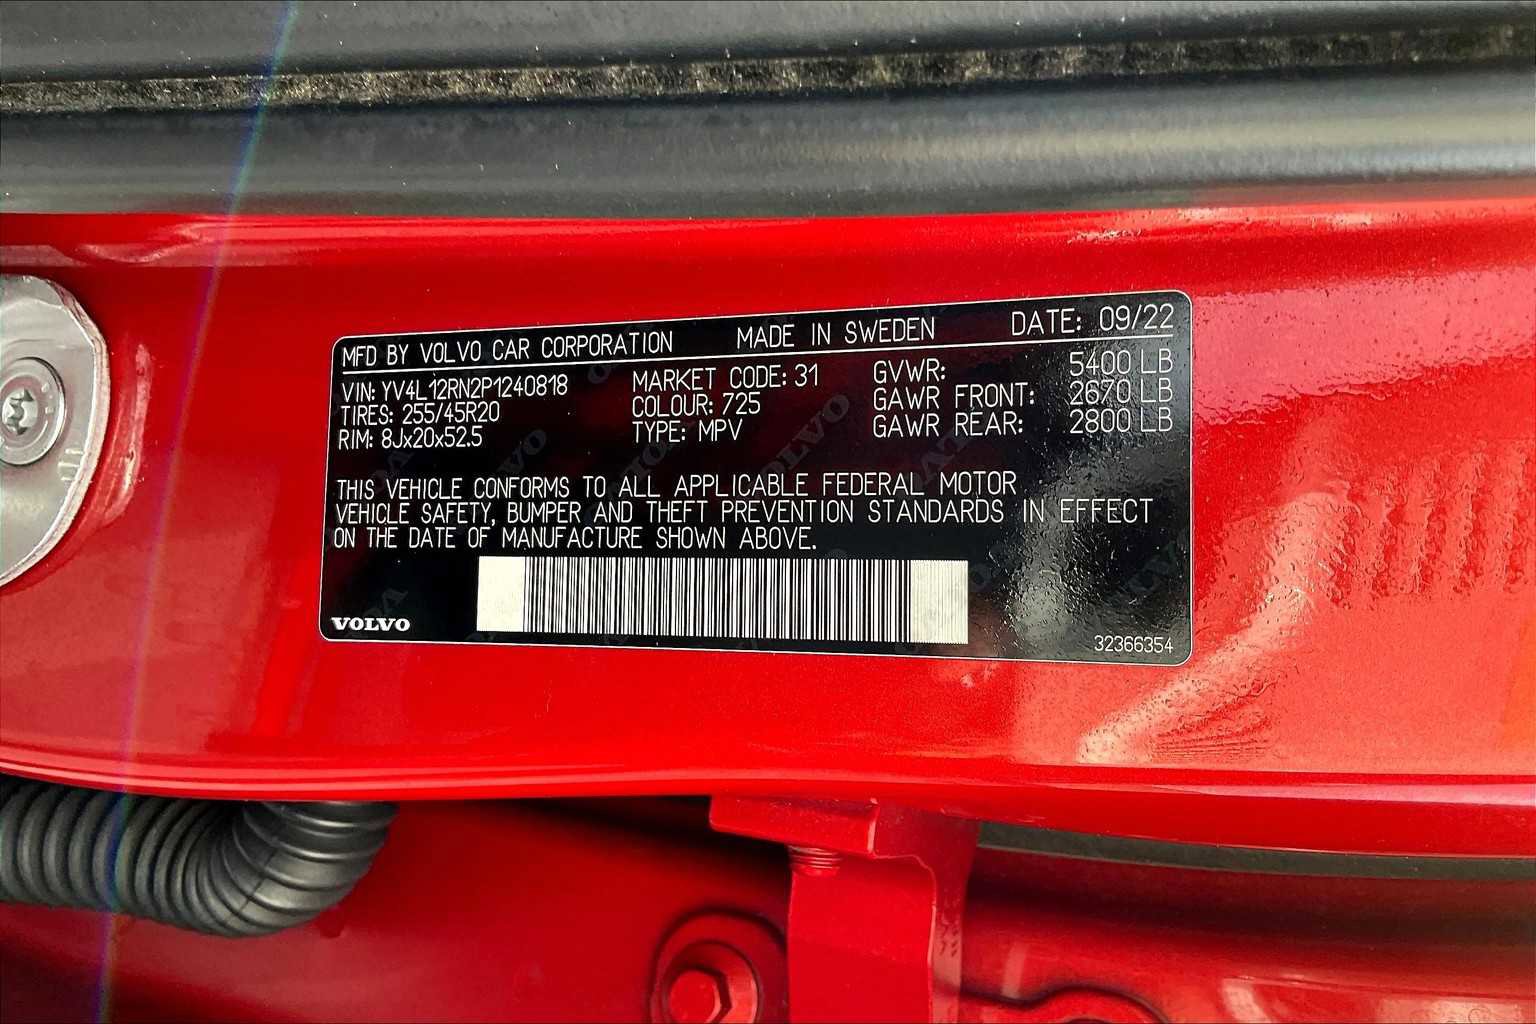 MFD BY VOLVO CAR CORPORATION MADE IN SWEDEN DATE: 09/22
VIN: YV4L12RN2P1240818 MARKET CODE: 31 GVWR: 5400 LB
TIRES: 255/45R20 COLOUR: 725 GAWR FRONT: 2670 LB
RIM: 8Jx20x52.5 TYPE: MPV GAWR REAR: 2800 LB
THIS VEHICLE CONFORMS TO ALL APPLICABLE FEDERAL MOTOR
VEHICLE SAFETY, BUMPER AND THEFT PREVENTION STANDARDS IN EFFECT
ON THE DATE OF MANUFACTURE SHOWN ABOVE.
VOLVO
32366354